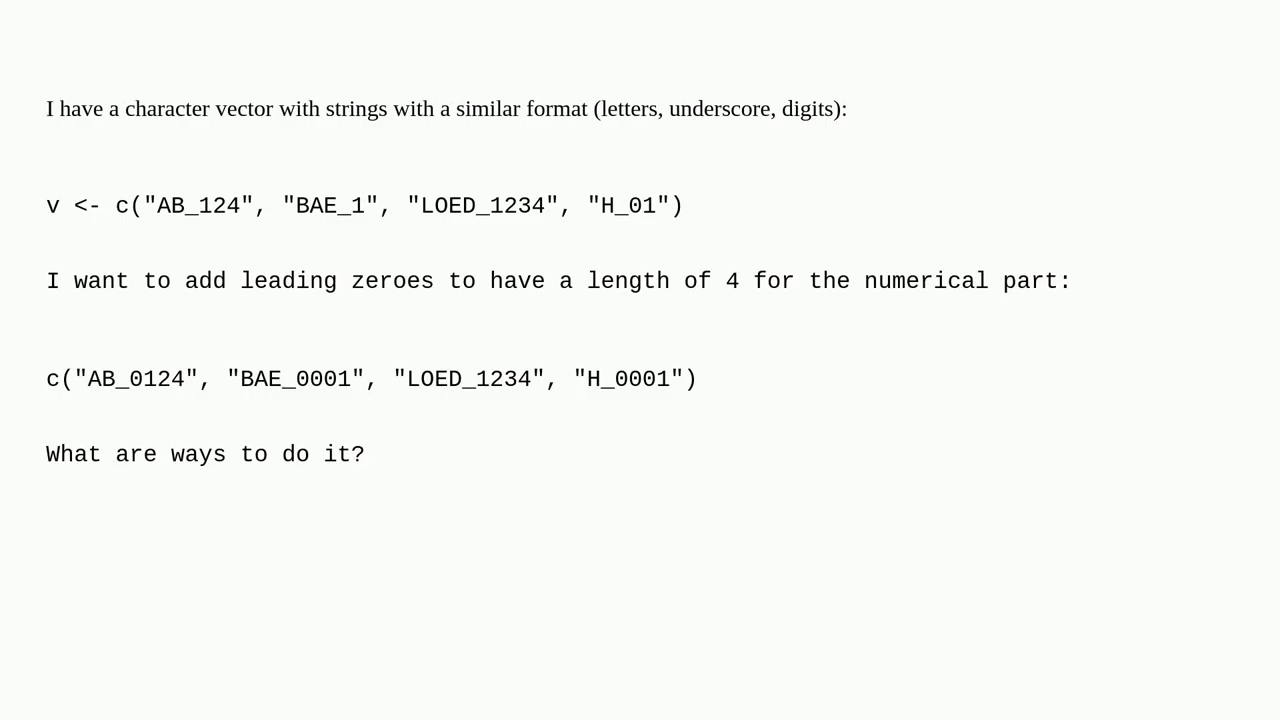 I have a character vector with strings with a similar format (letters, underscore, digits):
v <- c("AB_124", "BAE_1", "LOED_1234", "H_01")
I want to add leading zeroes to have a length of 4 for the numerical part:
c("AB_0124", "BAE_0001", "LOED_1234", "H_0001")
What are ways to do it?